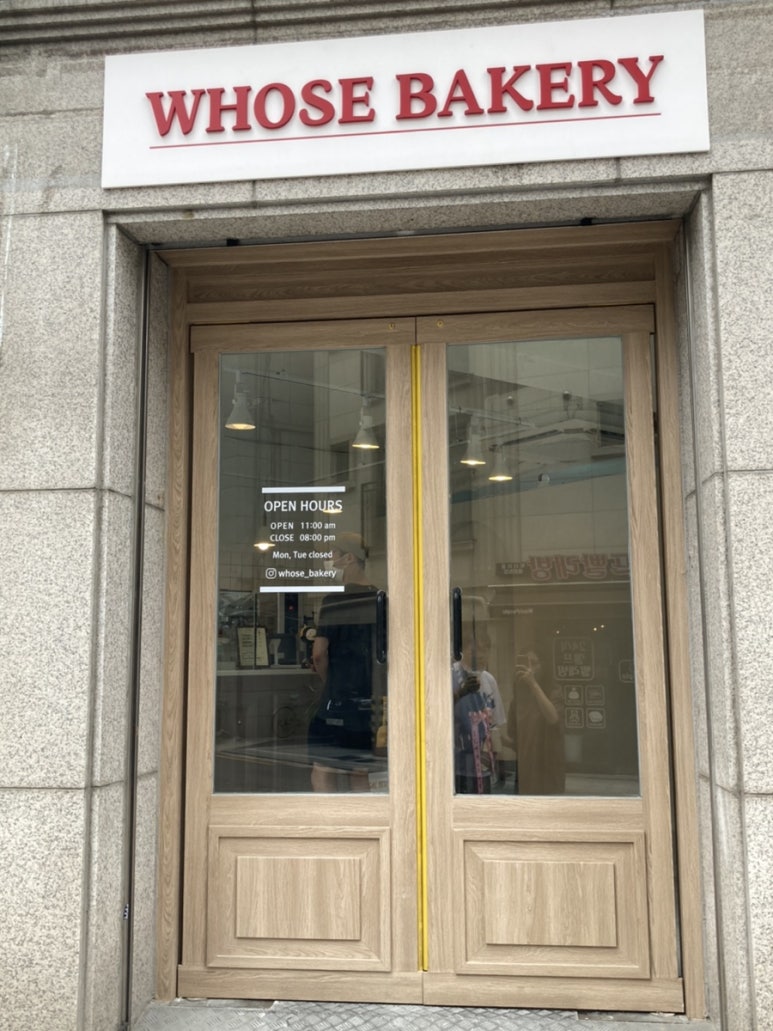 WHOSE BAKERY
OPEN HOURS
OPEN 11:00 am
CLOSE 08:00 pm
Mon, Tue closed
whose_bakery